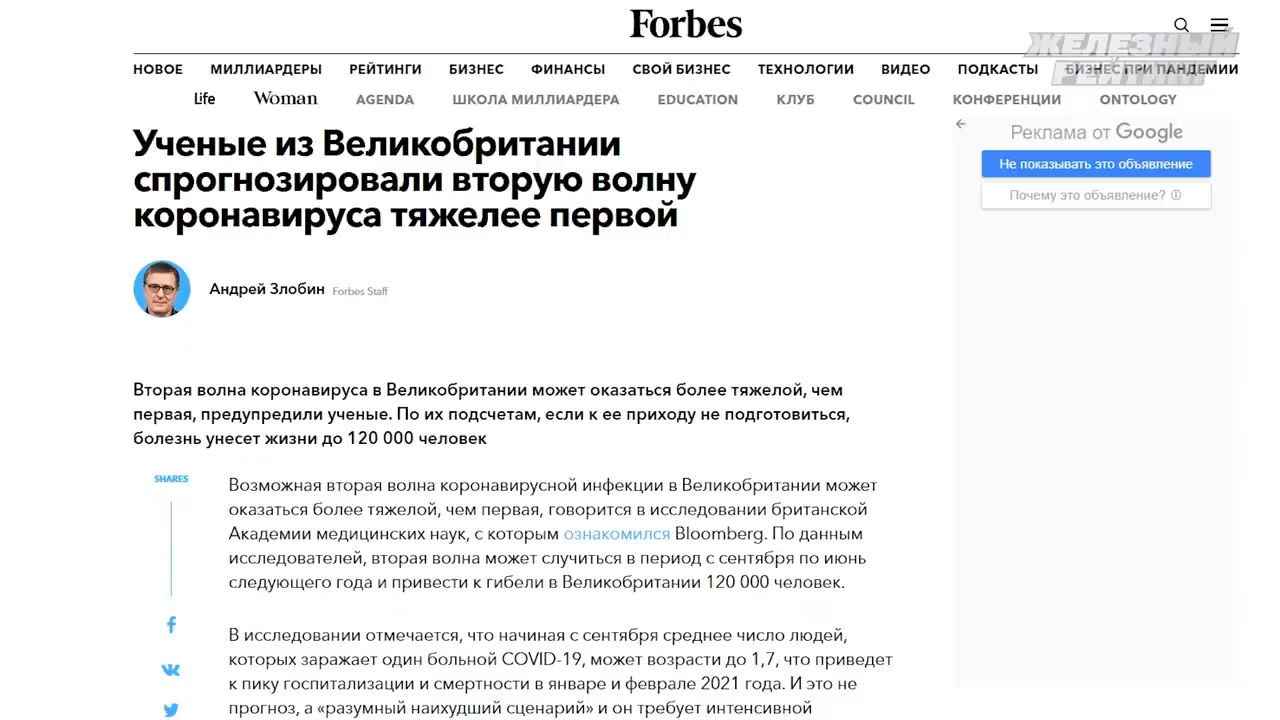 Forbes
ЖЕЛЕЗНЫЙ
РЕЙТИНГ
НОВОЕ МИЛЛИАРДЕРЫ РЕЙТИНГИ БИЗНЕС ФИНАНСЫ СВОЙ БИЗНЕС ТЕХНОЛОГИИ ВИДЕО ПОДКАСТЫ БИЗНЕС ПРИ ПАНДЕМИИ
Life Woman AGENDA ШКОЛА МИЛЛИАРДЕРА EDUCATION КЛУБ COUNCIL КОНФЕРЕНЦИИ ONTOLOGY
Ученые из Великобритании
спрогнозировали вторую волну
коронавируса тяжелее первой
Реклама от Google
Не показывать это объявление
Почему это объявление?
Андрей Злобин Forbes Staff
Вторая волна коронавируса в Великобритании может оказаться более тяжелой, чем
первая, предупредили ученые. По их подсчетам, если к ее приходу не подготовиться,
болезнь унесет жизни до 120 000 человек
SHARES
Возможная вторая волна коронавирусной инфекции в Великобритании может
оказаться более тяжелой, чем первая, говорится в исследовании британской
Академии медицинских наук, с которым ознакомился Bloomberg. По данным
исследователей, вторая волна может случиться в период с сентября по июнь
следующего года и привести к гибели в Великобритании 120 000 человек.
В исследовании отмечается, что начиная с сентября среднее число людей,
которых заражает один больной COVID-19, может возрасти до 1,7, что приведет
к пику госпитализации и смертности в январе и феврале 2021 года. И это не
прогноз, а «разумный наихудший сценарий» и он требует интенсивной